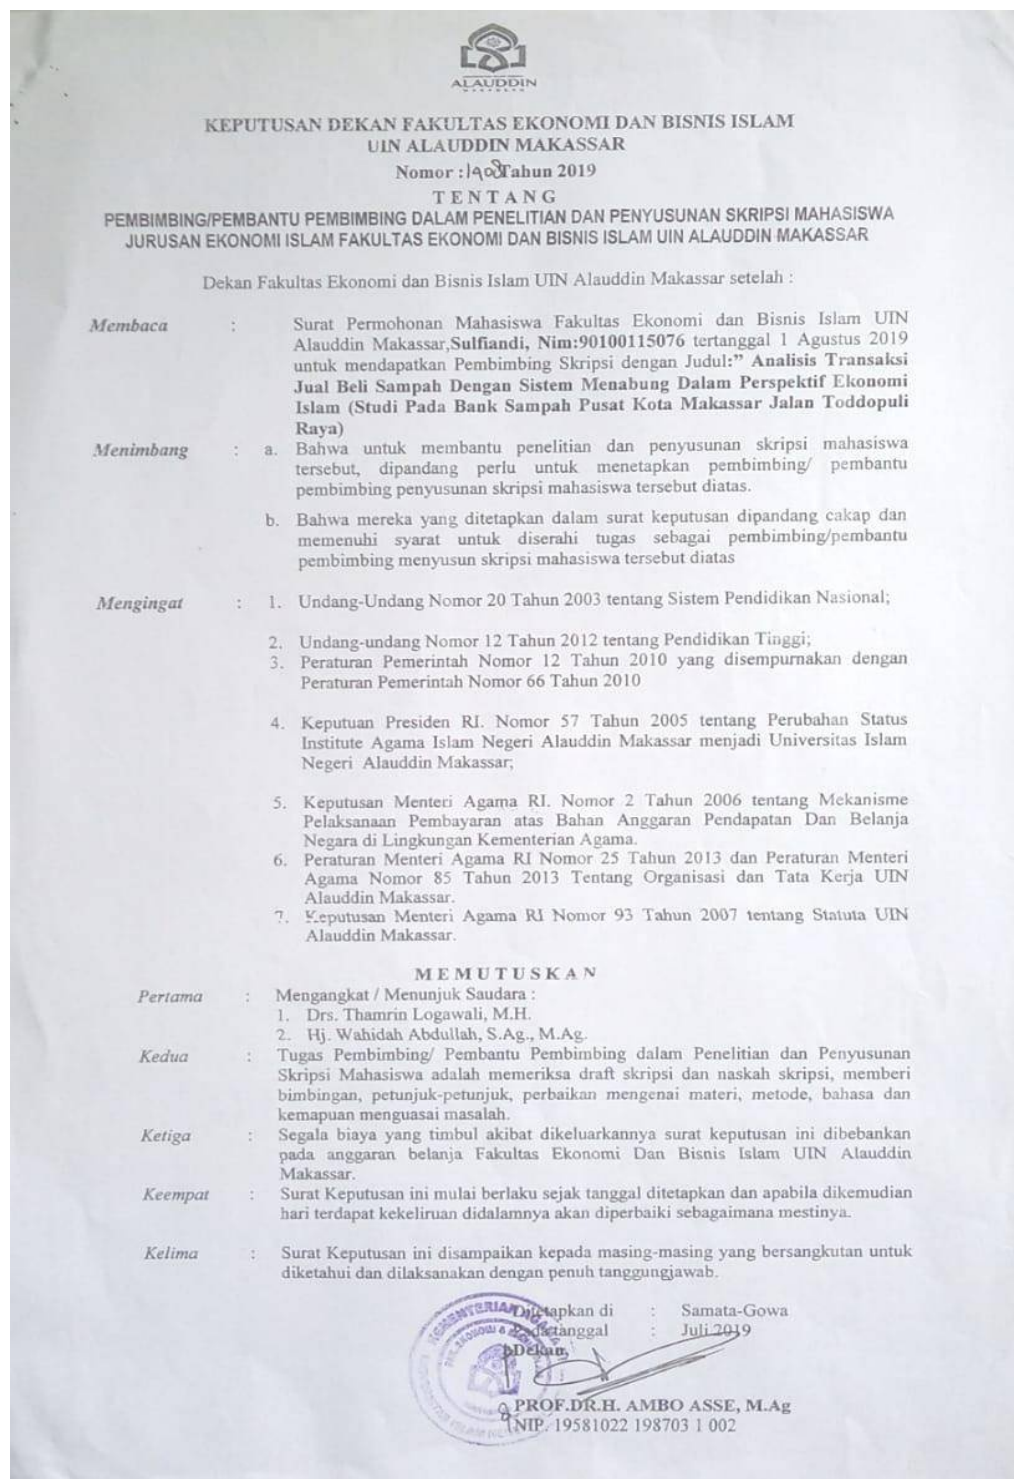 ALAUDDIN
MAKASSAR
KEPUTUSAN DEKAN FAKULTAS EKONOMI DAN BISNIS ISLAM
UIN ALAUDDIN MAKASSAR
Nomor : 1908 Tahun 2019
T E N T A N G
PEMBIMBING/PEMBANTU PEMBIMBING DALAM PENELITIAN DAN PENYUSUNAN SKRIPSI MAHASISWA
JURUSAN EKONOMI ISLAM FAKULTAS EKONOMI DAN BISNIS ISLAM UIN ALAUDDIN MAKASSAR
Dekan Fakultas Ekonomi dan Bisnis Islam UIN Alauddin Makassar setelah :
Membaca : Surat Permohonan Mahasiswa Fakultas Ekonomi dan Bisnis Islam UIN
Alauddin Makassar,Sulfiandi, Nim:90100115076 tertanggal 1 Agustus 2019
untuk mendapatkan Pembimbing Skripsi dengan Judul:” Analisis Transaksi
Jual Beli Sampah Dengan Sistem Menabung Dalam Perspektif Ekonomi
Islam (Studi Pada Bank Sampah Pusat Kota Makassar Jalan Toddopuli
Raya)
Menimbang : a. Bahwa untuk membantu penelitian dan penyusunan skripsi mahasiswa
tersebut, dipandang perlu untuk menetapkan pembimbing/ pembantu
pembimbing penyusunan skripsi mahasiswa tersebut diatas.
b. Bahwa mereka yang ditetapkan dalam surat keputusan dipandang cakap dan
memenuhi syarat untuk diserahi tugas sebagai pembimbing/pembantu
pembimbing menyusun skripsi mahasiswa tersebut diatas
Mengingat : 1. Undang-Undang Nomor 20 Tahun 2003 tentang Sistem Pendidikan Nasional;
2. Undang-undang Nomor 12 Tahun 2012 tentang Pendidikan Tinggi;
3. Peraturan Pemerintah Nomor 12 Tahun 2010 yang disempurnakan dengan
Peraturan Pemerintah Nomor 66 Tahun 2010
4. Keputuan Presiden RI. Nomor 57 Tahun 2005 tentang Perubahan Status
Institute Agama Islam Negeri Alauddin Makassar menjadi Universitas Islam
Negeri Alauddin Makassar;
5. Keputusan Menteri Agama RI. Nomor 2 Tahun 2006 tentang Mekanisme
Pelaksanaan Pembayaran atas Bahan Anggaran Pendapatan Dan Belanja
Negara di Lingkungan Kementerian Agama.
6. Peraturan Menteri Agama RI Nomor 25 Tahun 2013 dan Peraturan Menteri
Agama Nomor 85 Tahun 2013 Tentang Organisasi dan Tata Kerja UIN
Alauddin Makassar.
7. Keputusan Menteri Agama RI Nomor 93 Tahun 2007 tentang Statuta UIN
Alauddin Makassar.
M E M U T U S K A N
Pertama : Mengangkat / Menunjuk Saudara :
1. Drs. Thamrin Logawali, M.H.
2. Hj. Wahidah Abdullah, S.Ag., M.Ag.
Kedua : Tugas Pembimbing/ Pembantu Pembimbing dalam Penelitian dan Penyusunan
Skripsi Mahasiswa adalah memeriksa draft skripsi dan naskah skripsi, memberi
bimbingan, petunjuk-petunjuk, perbaikan mengenai materi, metode, bahasa dan
kemapuan menguasai masalah.
Ketiga : Segala biaya yang timbul akibat dikeluarkannya surat keputusan ini dibebankan
pada anggaran belanja Fakultas Ekonomi Dan Bisnis Islam UIN Alauddin
Makassar.
Keempat : Surat Keputusan ini mulai berlaku sejak tanggal ditetapkan dan apabila dikemudian
hari terdapat kekeliruan didalamnya akan diperbaiki sebagaimana mestinya.
Kelima : Surat Keputusan ini disampaikan kepada masing-masing yang bersangkutan untuk
diketahui dan dilaksanakan dengan penuh tanggungjawab.
Ditetapkan di : Samata-Gowa
Pada tanggal : Juli 2019
Dekan,
PROF.DR.H. AMBO ASSE, M.Ag
NIP. 19581022 198703 1 002